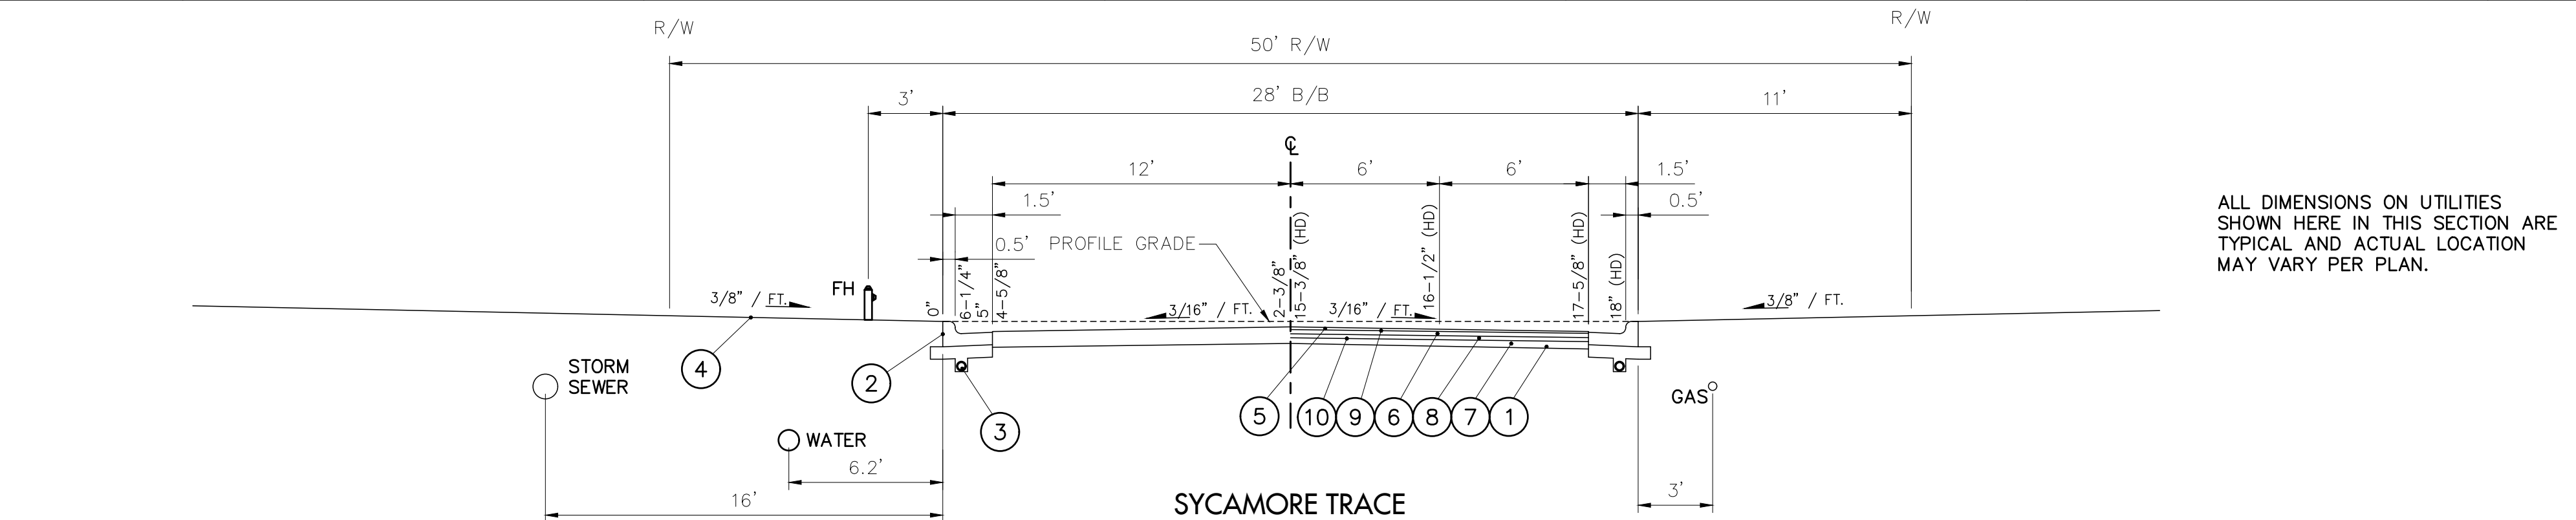 R/W
R/W
50' R/W
3'
28' B/B
11'
℄
12'
6'
6'
1.5'
1.5'
0.5'
0.5'
PROFILE GRADE
FH
3/8" / FT.
0"
6-1/4"
5"
4-5/8"
3/16" / FT.
2-3/8"
15-3/8" (HD)
3/16" / FT.
16-1/2" (HD)
17-5/8" (HD)
18" (HD)
3/8" / FT.
ALL DIMENSIONS ON UTILITIES
SHOWN HERE IN THIS SECTION ARE
TYPICAL AND ACTUAL LOCATION
MAY VARY PER PLAN.
STORM
SEWER
4
2
3
5
10
9
6
8
7
1
GAS
WATER
6.2'
16'
3'
SYCAMORE TRACE